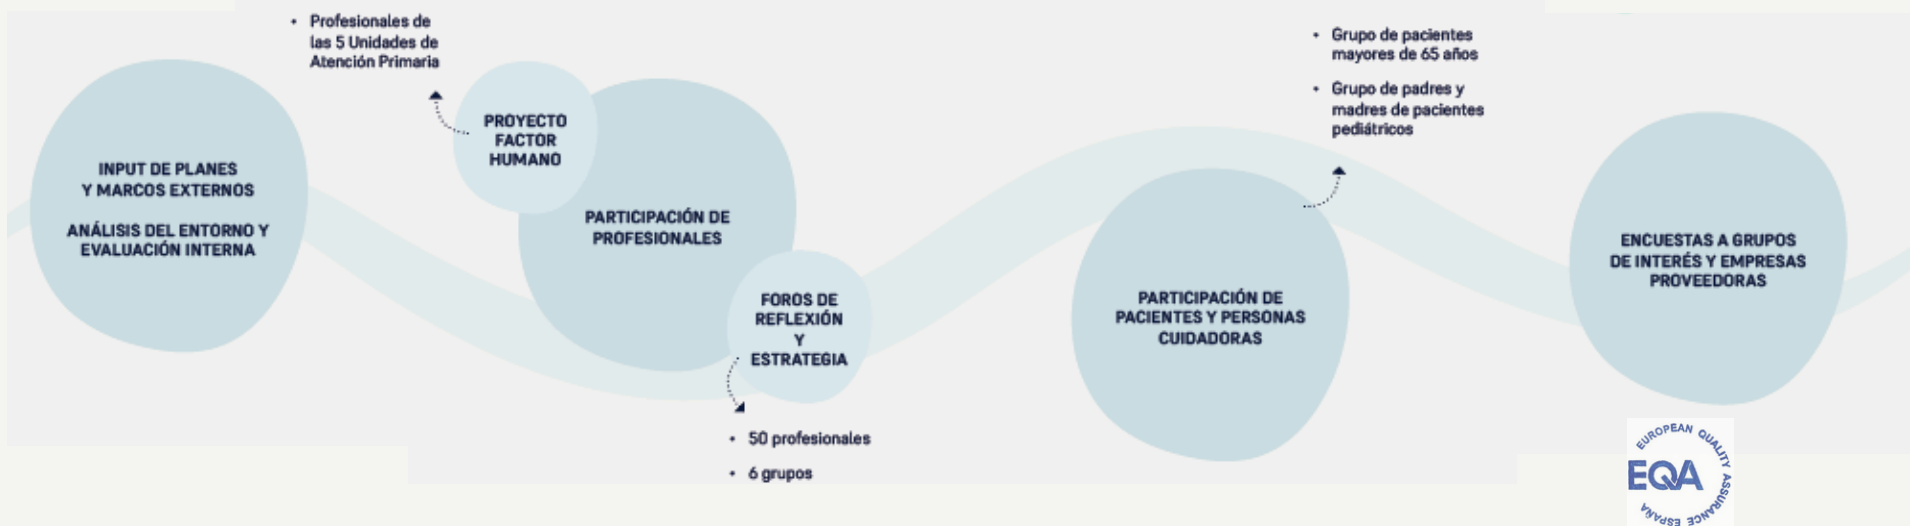 INPUT DE PLANES
Y MARCOS EXTERNOS
ANÁLISIS DEL ENTORNO Y
EVALUACIÓN INTERNA
• Profesionales de
las 5 Unidades de
Atención Primaria
PROYECTO
FACTOR
HUMANO
PARTICIPACIÓN DE
PROFESIONALES
FOROS DE
REFLEXIÓN
Y
ESTRATEGIA
• 50 profesionales
• 6 grupos
• Grupo de pacientes
mayores de 65 años
• Grupo de padres y
madres de pacientes
pediátricos
PARTICIPACIÓN DE
PACIENTES Y PERSONAS
CUIDADORAS
ENCUESTAS A GRUPOS
DE INTERÉS Y EMPRESAS
PROVEEDORAS
EUROPEAN QUALITY ASSURANCE ESPAÑA
EQA